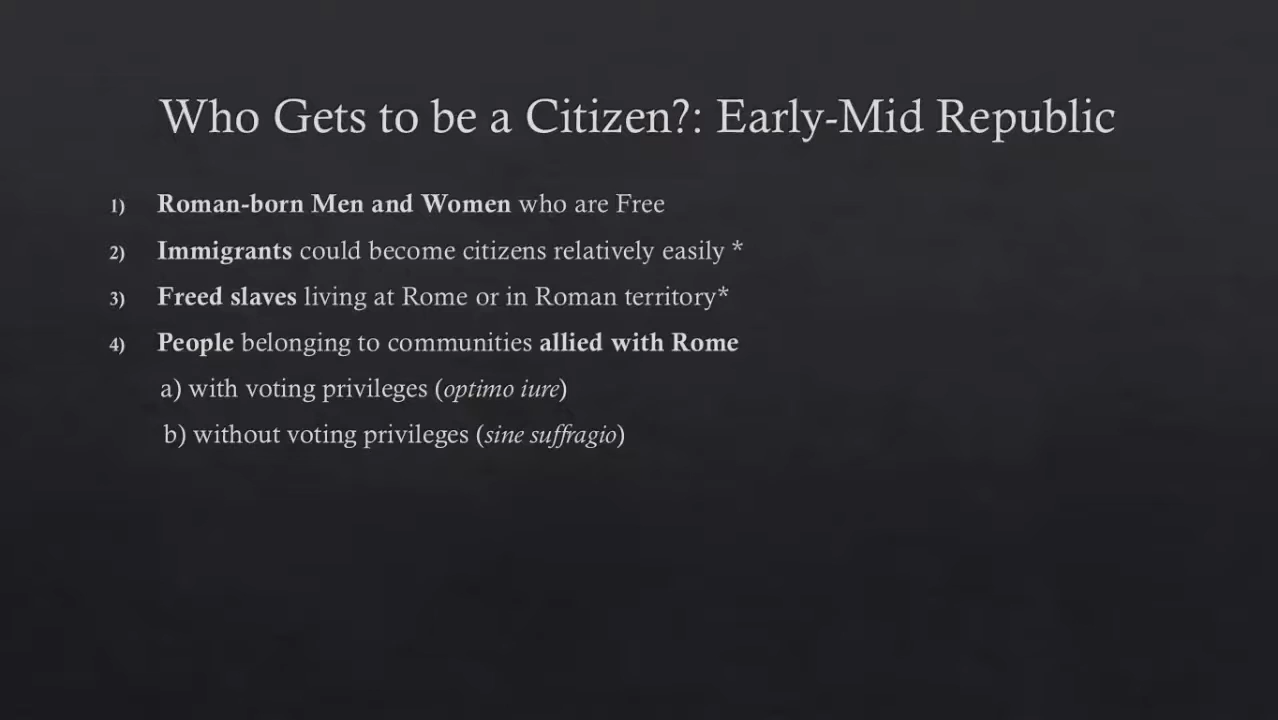 Who Gets to be a Citizen?: Early-Mid Republic
1) Roman-born Men and Women who are Free
2) Immigrants could become citizens relatively easily *
3) Freed slaves living at Rome or in Roman territory*
4) People belonging to communities allied with Rome
a) with voting privileges (optimo iure)
b) without voting privileges (sine suffragio)